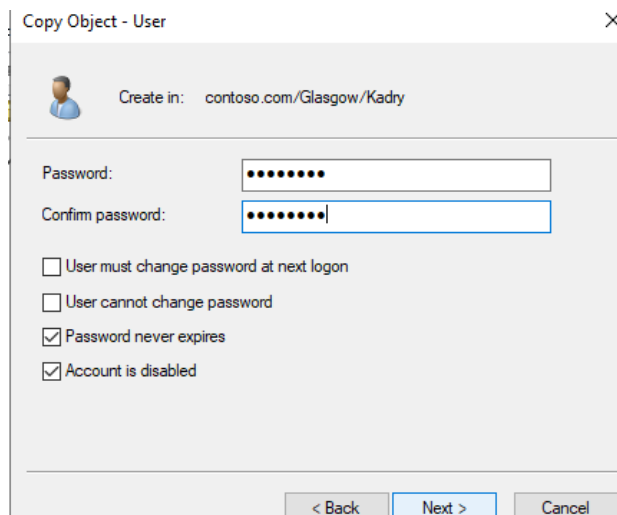 Copy Object - User
Create in: contoso.com/Glasgow/Kadry
Password: ●●●●●●●●
Confirm password: ●●●●●●●●
User must change password at next logon
User cannot change password
Password never expires
Account is disabled
< Back Next > Cancel